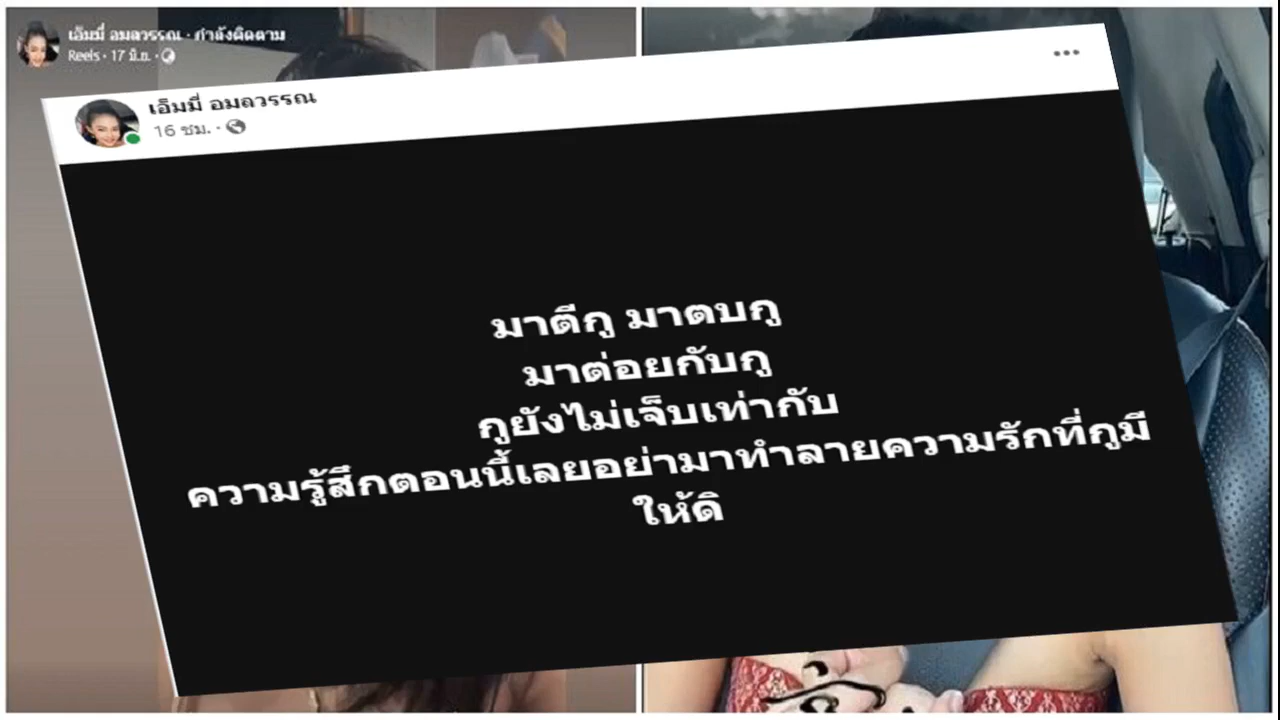 เอ็มมี่ อมลวรรณ · กำลังติดตาม
Reels · 17 มิ.ย. ·
เอ็มมี่ อมลวรรณ
16 ชม. ·
มาตีกู มาตบกู
มาต่อยกับกู
กูยังไม่เจ็บเท่ากับ
ความรู้สึกตอนนี้เลยอย่ามาทำลายความรักที่กูมี
ให้ดิ